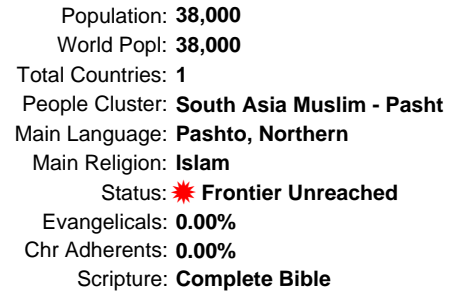 Population: 38,000
World Popl: 38,000
Total Countries: 1
People Cluster: South Asia Muslim - Pasht
Main Language: Pashto, Northern
Main Religion: Islam
Status: Frontier Unreached
Evangelicals: 0.00%
Chr Adherents: 0.00%
Scripture: Complete Bible